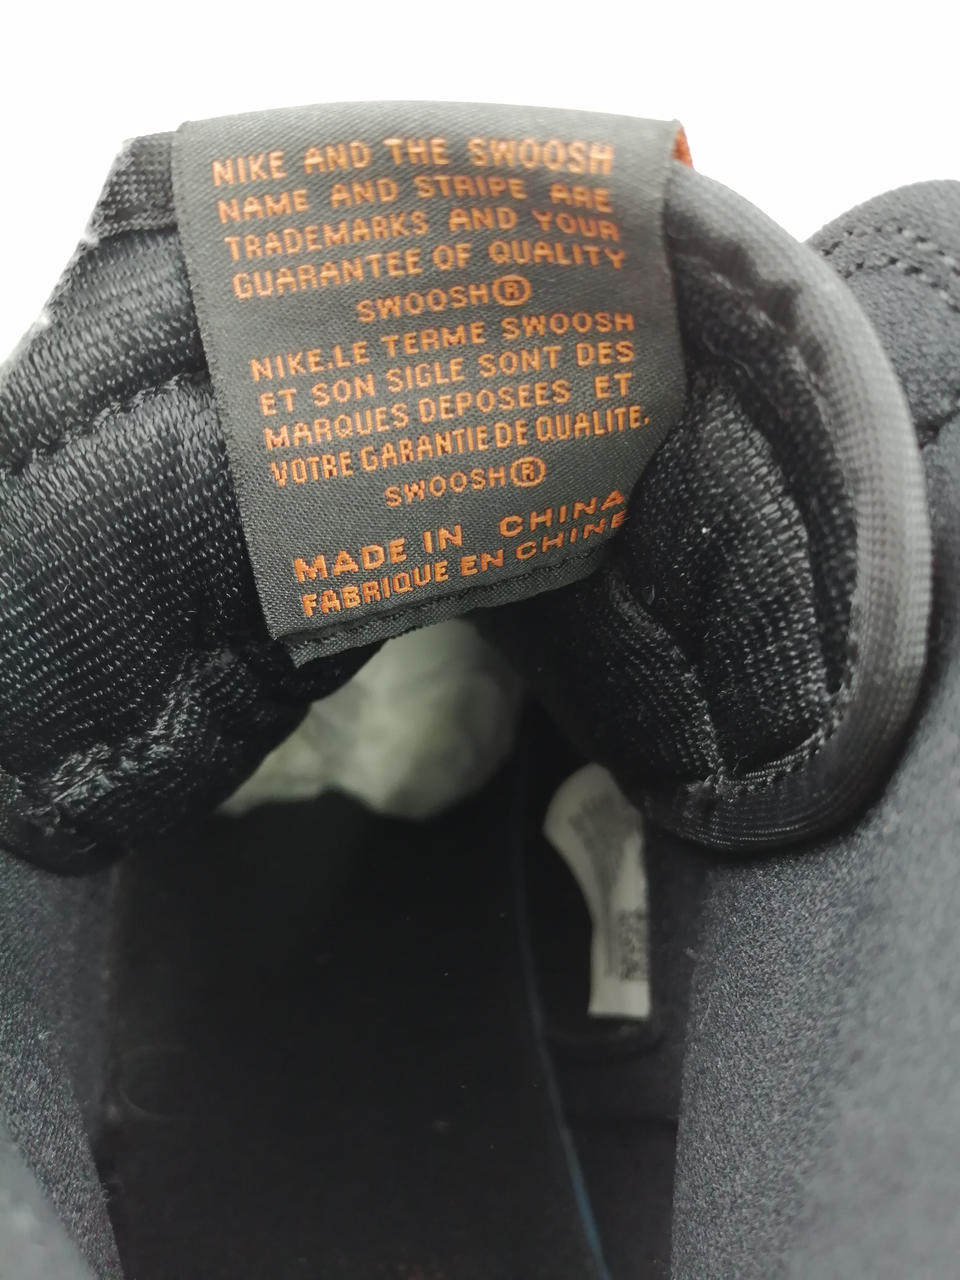 NIKE AND THE SWOOSH
NAME AND STRIPE ARE
TRADEMARKS AND YOUR
GUARANTEE OF QUALITY
SWOOSH®
NIKE.LE TERME SWOOSH
ET SON SIGLE SONT DES
MARQUES DEPOSEES ET
VOTRE GARANTIE DE QUALITE.
SWOOSH®
MADE IN CHINA
FABRIQUE EN CHINE